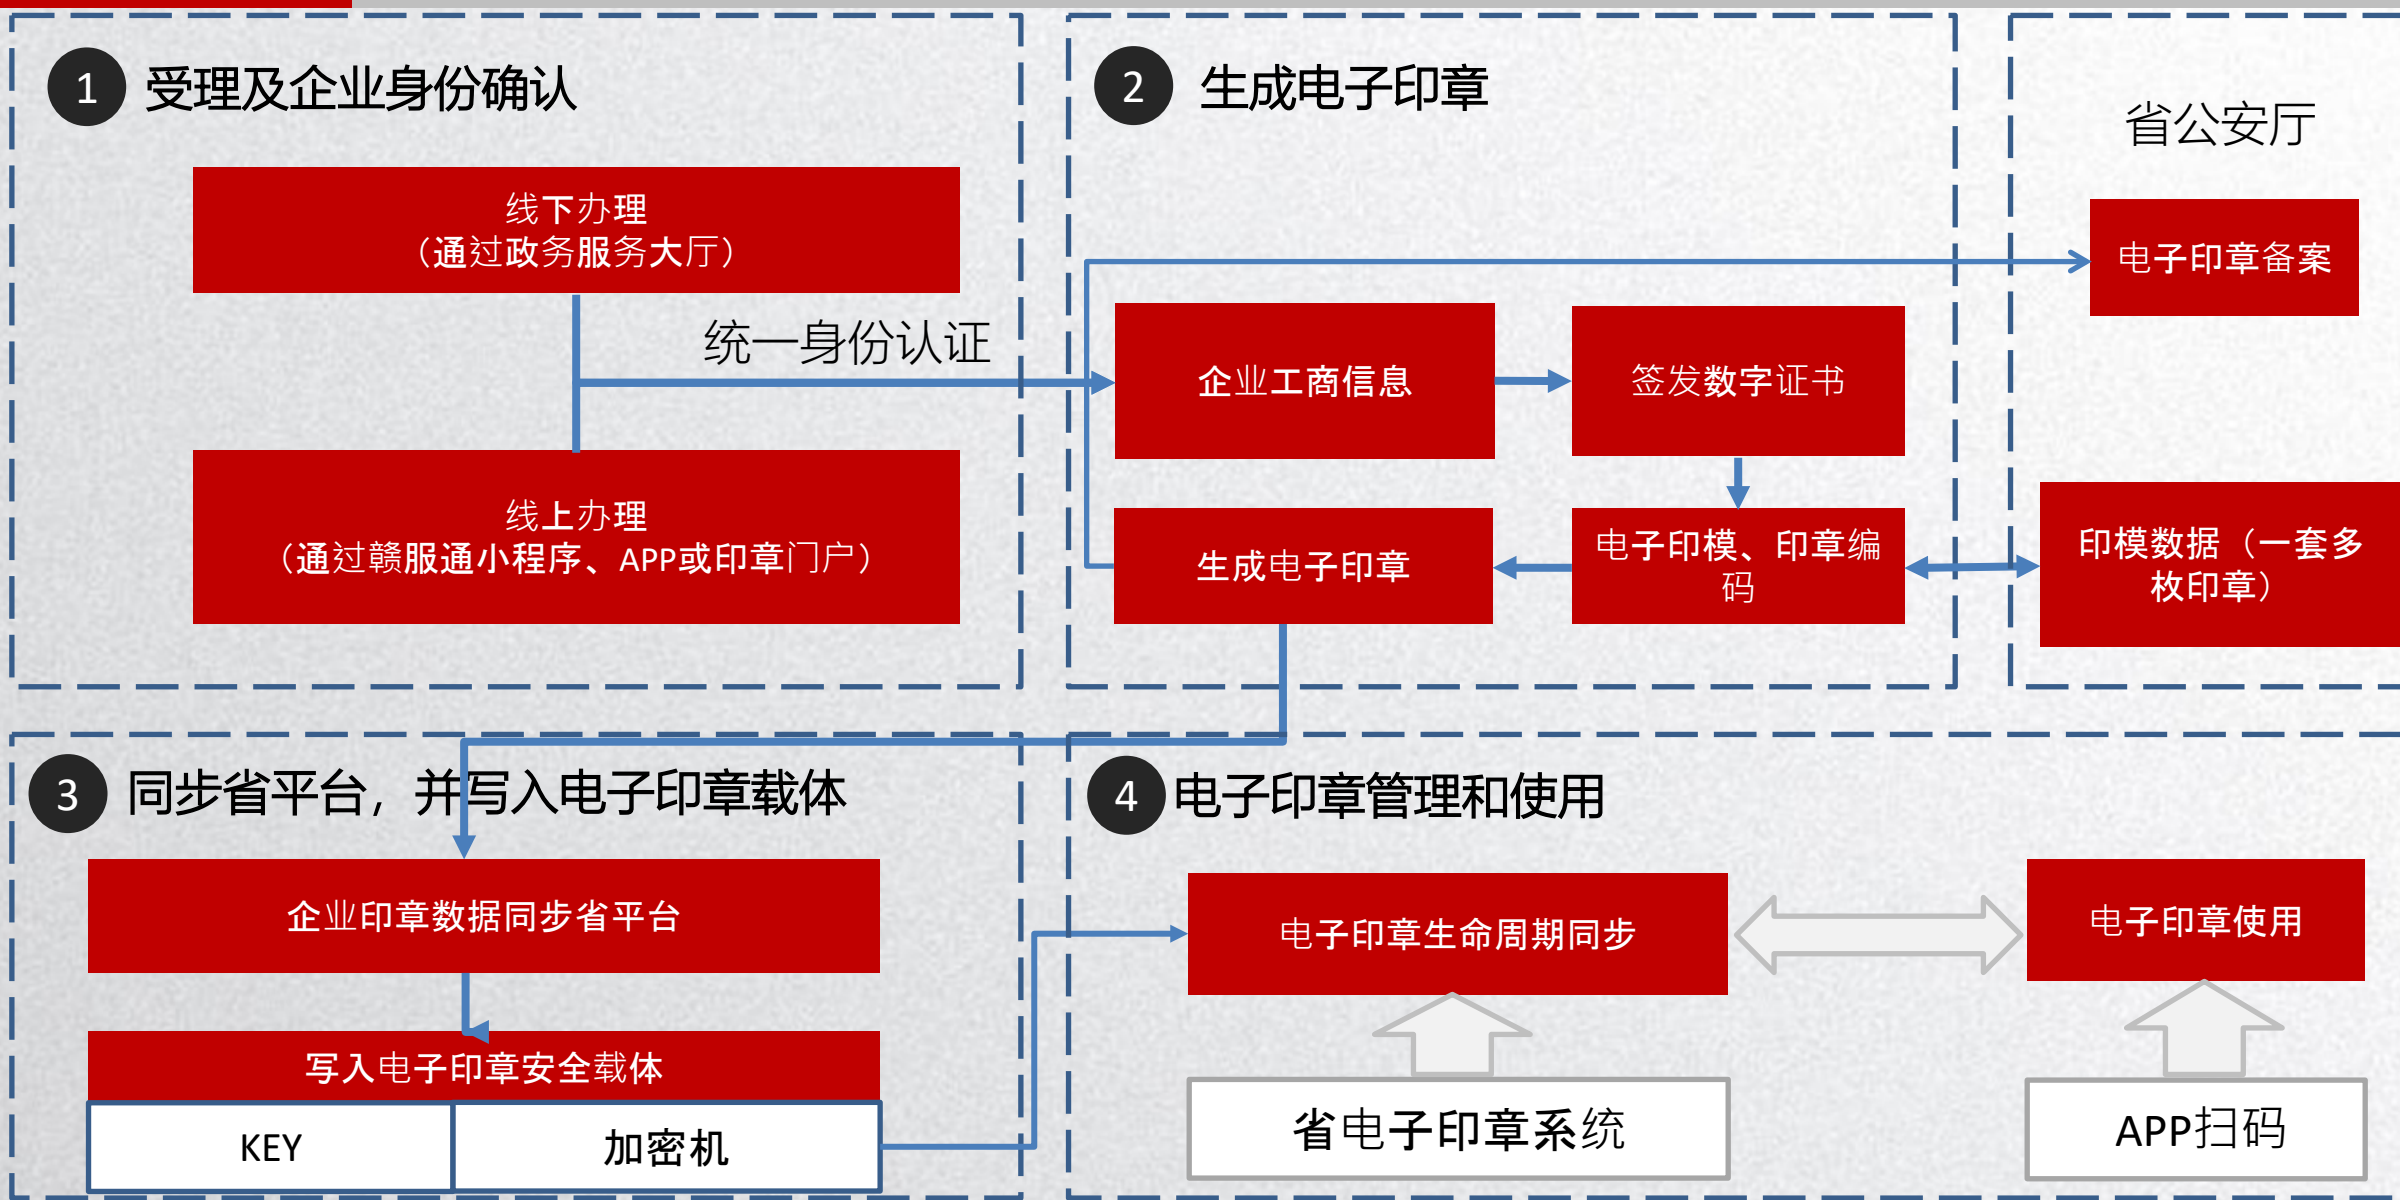 1
受理及企业身份确认
线下办理
（通过政务服务大厅）
统一身份认证
线上办理
（通过赣服通小程序、APP或印章门户）
2
生成电子印章
企业工商信息
签发数字证书
生成电子印章
电子印模、印章编
码
省公安厅
电子印章备案
印模数据（一套多
枚印章）
3
同步省平台，并写入电子印章载体
企业印章数据同步省平台
写入电子印章安全载体
KEY
加密机
4
电子印章管理和使用
电子印章生命周期同步
电子印章使用
省电子印章系统
APP扫码